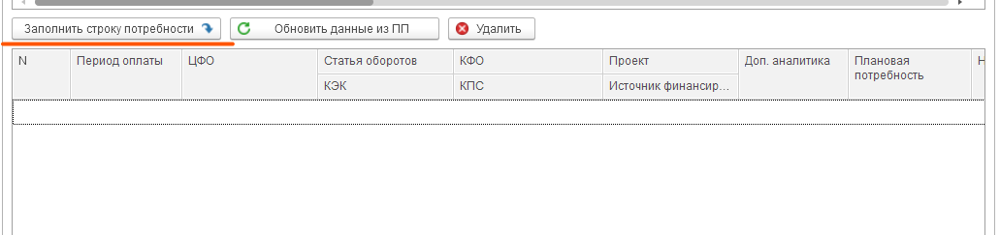 Заполнить строку потребности Обновить данные из ПП Удалить
N Период оплаты ЦФО Статья оборотов КФО Проект Доп. аналитика Плановая потребность Н
КЭК КПС Источник финансир...